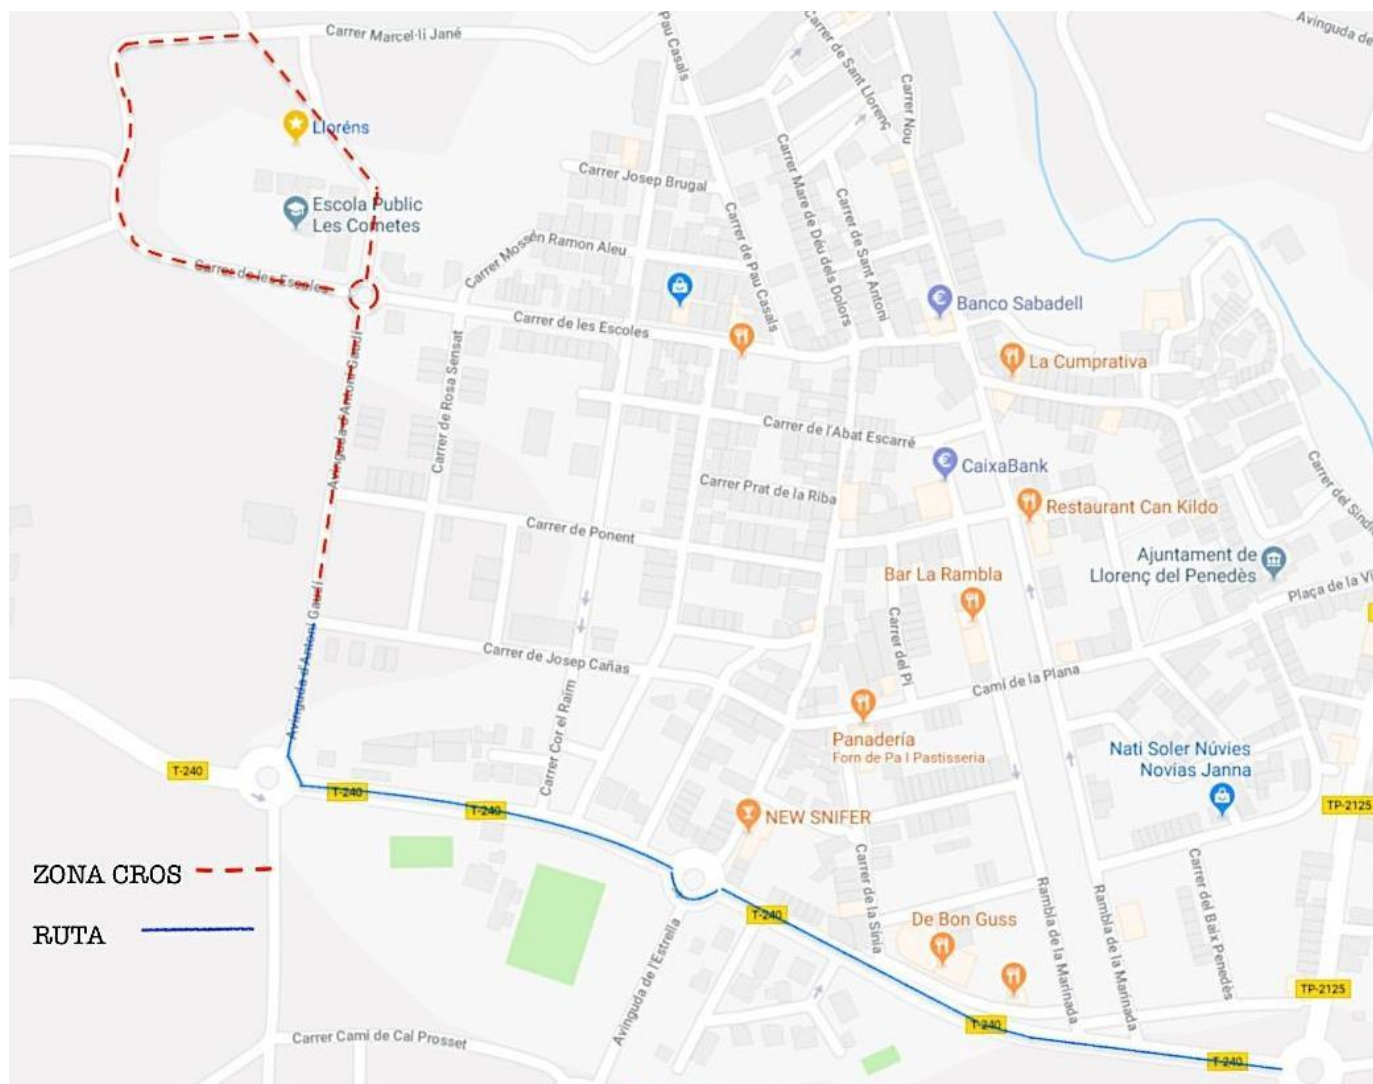 Carrer Marcel·lí Jané
Pau Casals
Carrer de Sant Llorenç
Carrer Nou
Avinguda de
Lloréns
Carrer Josep Brugal
Carrer Mare de Déu dels Dolors
Carrer de Sant Antoni
Escola Public
Les Cometes
Carrer Mossèn Ramon Aleu
Carrer de Pau Casals
Carrer de les Escoles
Carrer de les Escoles
Banco Sabadell
La Cumprativa
Avinguda d'Antoni Gaudí
Carrer de Rosa Sensat
Carrer de l'Abat Escarré
CaixaBank
Carrer Prat de la Riba
Restaurant Can Kildo
Carrer del Sindi
Carrer de Ponent
Ajuntament de
Llorenç del Penedès
Bar La Rambla
Plaça de la Vi
Avinguda d'Antoni Gaudí
Carrer de Josep Cañas
Carrer del Pi
Camí de la Plana
Carrer Cor el Raïm
Panadería
Forn de Pa I Pastisseria
Nati Soler Núvies
Novias Janna
T-240
T-240
T-240
NEW SNIFER
TP-2125
ZONA CROS
RUTA
Carrer de la Sínia
Rambla de la Marinada
Rambla de la Marinada
Carrer del Baix Penedès
T-240
De Bon Guss
Avinguda de l'Estrella
TP-2125
T-240
Carrer Camí de Cal Prosset
T-240